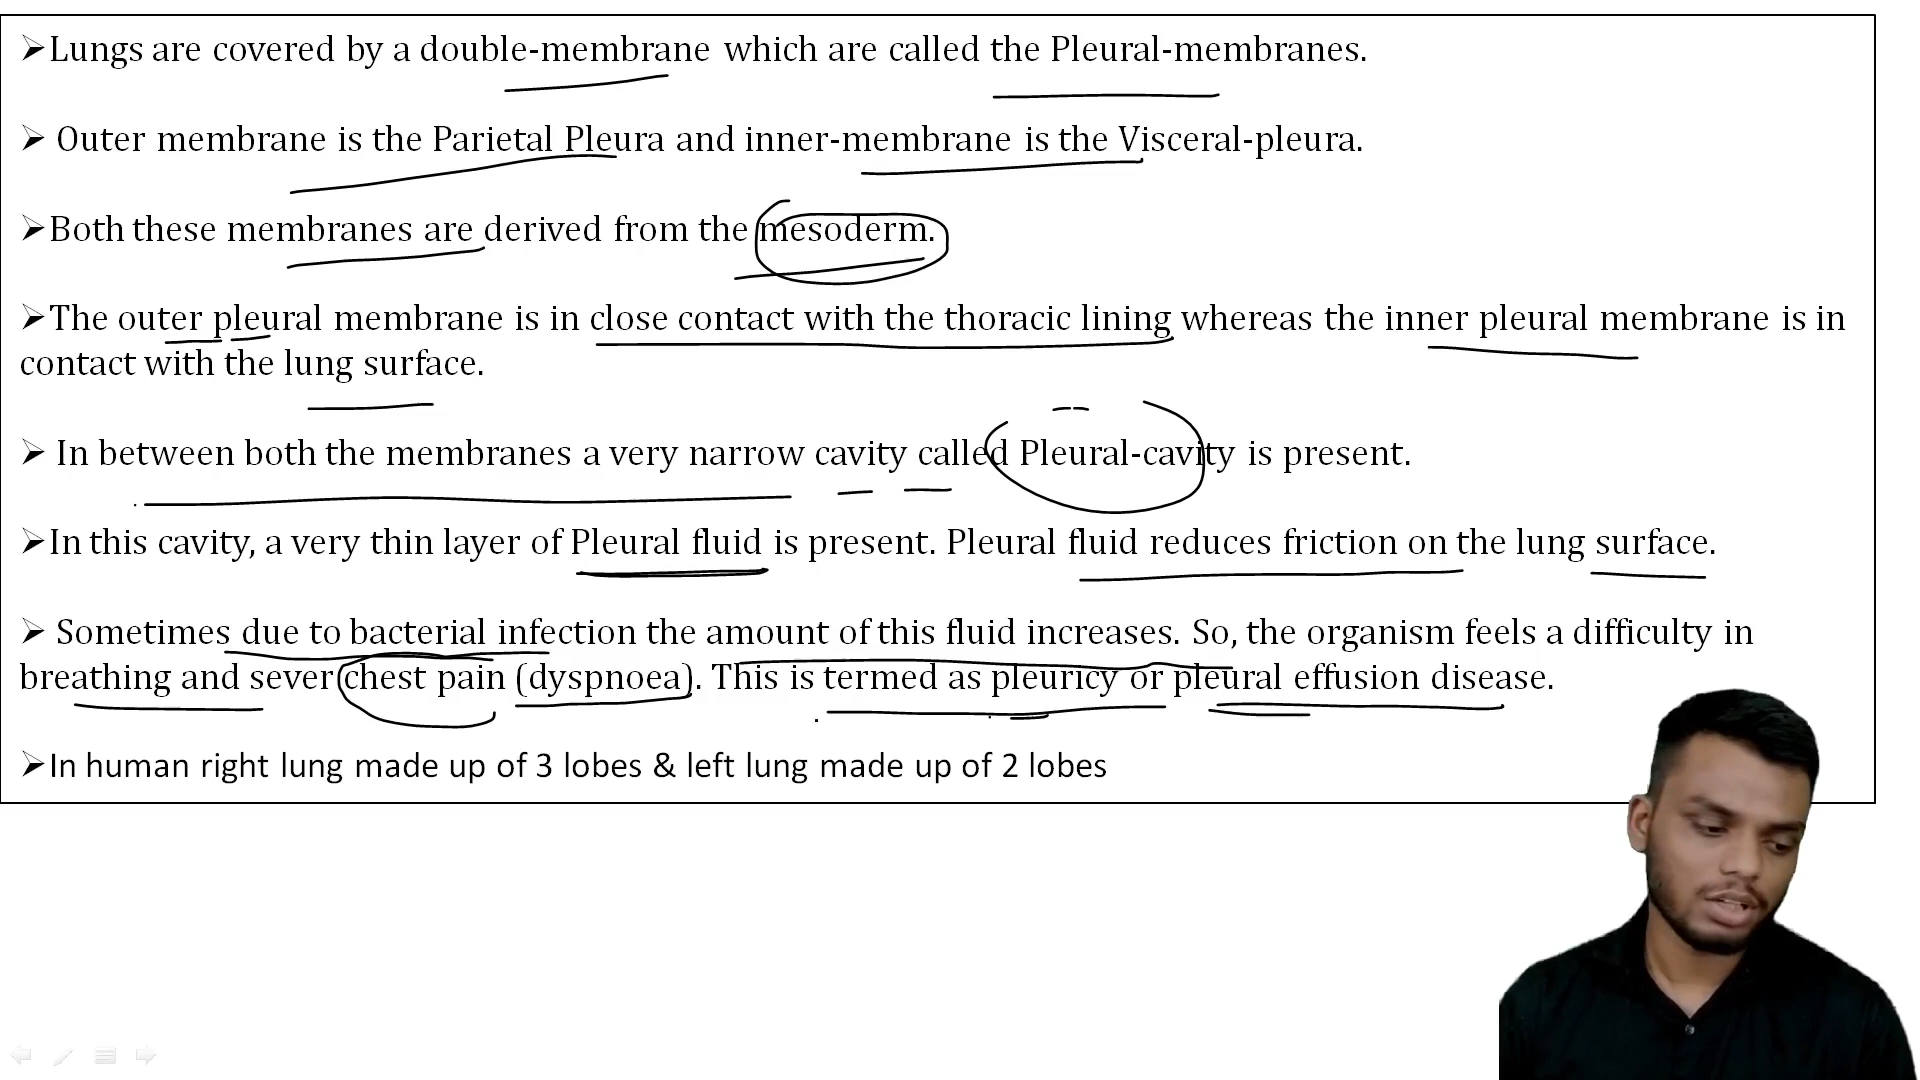 ➢Lungs are covered by a double-membrane which are called the Pleural-membranes.
➢ Outer membrane is the Parietal Pleura and inner-membrane is the Visceral-pleura.
➢Both these membranes are derived from the mesoderm.
➢The outer pleural membrane is in close contact with the thoracic lining whereas the inner pleural membrane is in
contact with the lung surface.
➢ In between both the membranes a very narrow cavity called Pleural-cavity is present.
➢In this cavity, a very thin layer of Pleural fluid is present. Pleural fluid reduces friction on the lung surface.
➢ Sometimes due to bacterial infection the amount of this fluid increases. So, the organism feels a difficulty in
breathing and sever chest pain (dyspnoea). This is termed as pleuricy or pleural effusion disease.
➢In human right lung made up of 3 lobes & left lung made up of 2 lobes